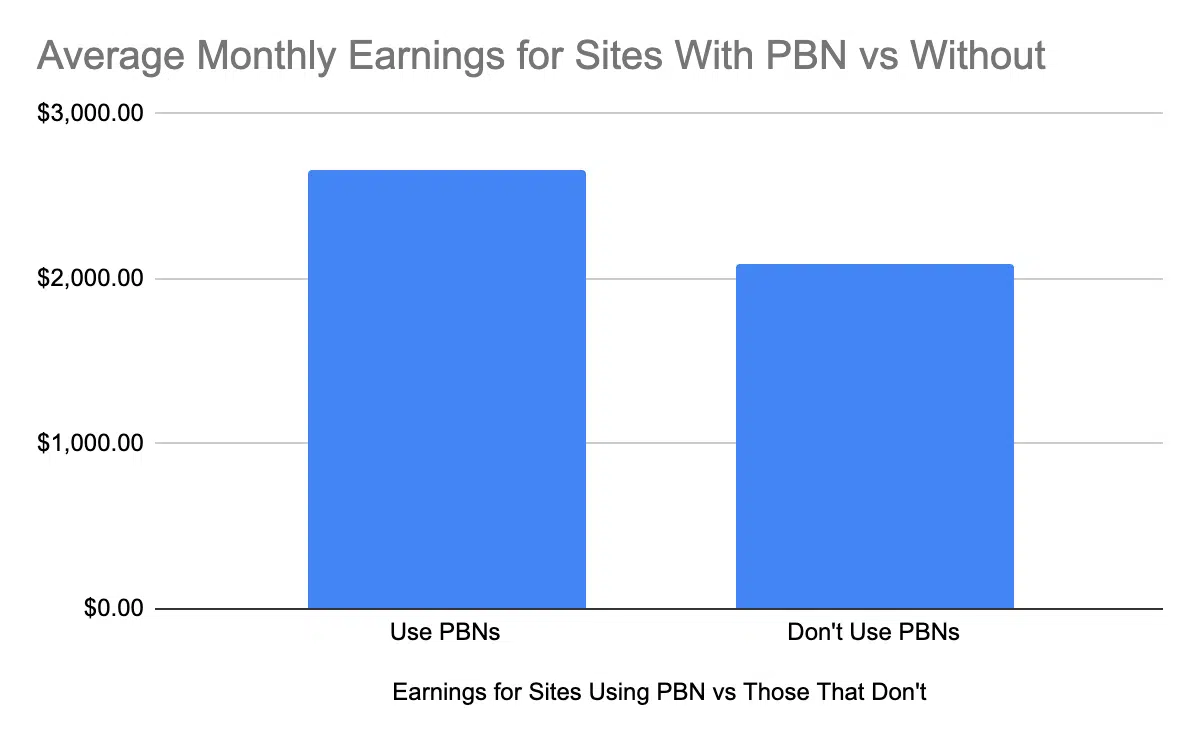 Average Monthly Earnings for Sites With PBN vs Without
$3,000.00
$2,000.00
$1,000.00
$0.00
Use PBNs
Don't Use PBNs
Earnings for Sites Using PBN vs Those That Don't